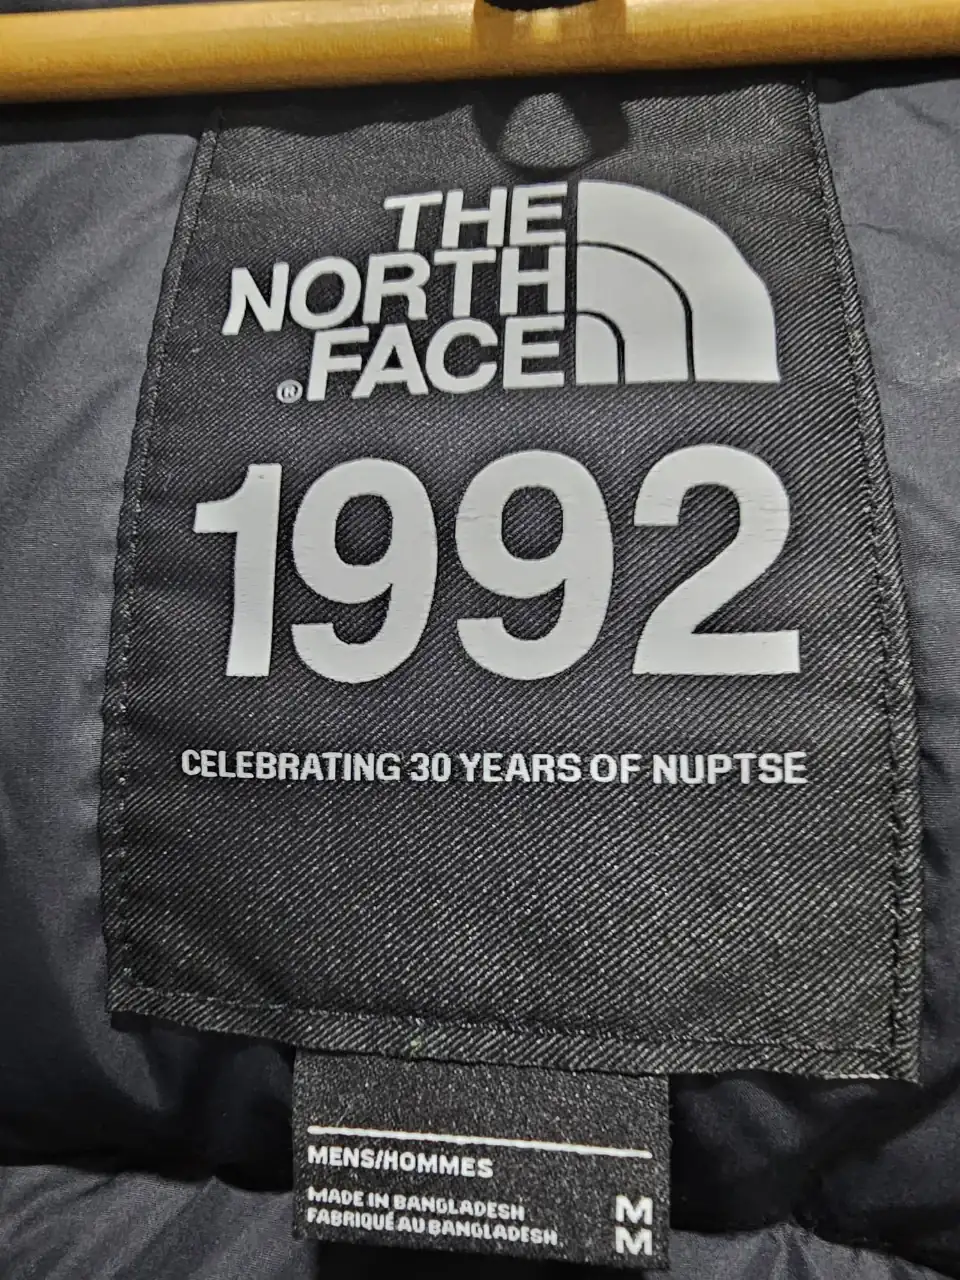 THE
NORTH
®FACE
1992
CELEBRATING 30 YEARS OF NUPTSE
MENS/HOMMES
MADE IN BANGLADESH M
FABRIQUÉ AU BANGLADESH M